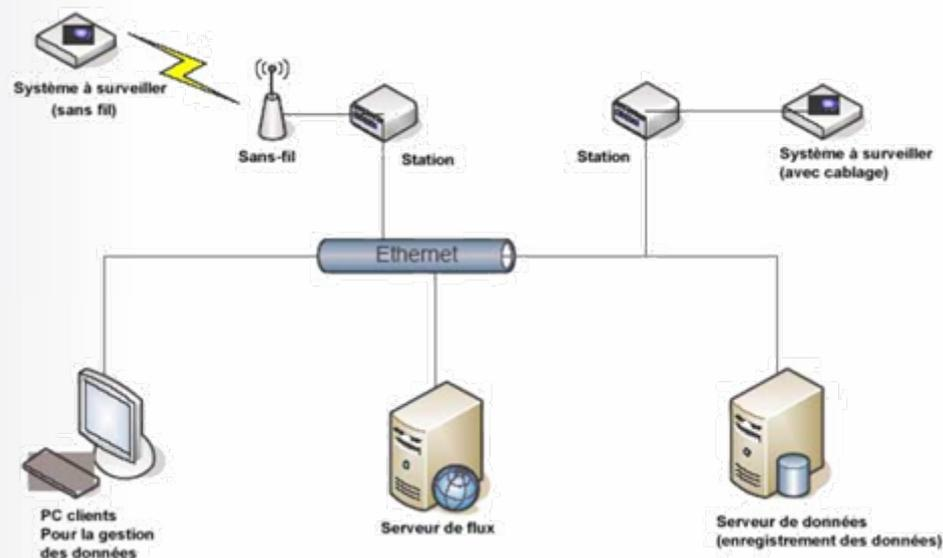 Système à surveiller
(sans fil)
Sans-fil
Station
Station
Système à surveiller
(avec cablage)
Ethernet
PC clients
Pour la gestion
des données
Serveur de flux
Serveur de données
(enregistrement des données)